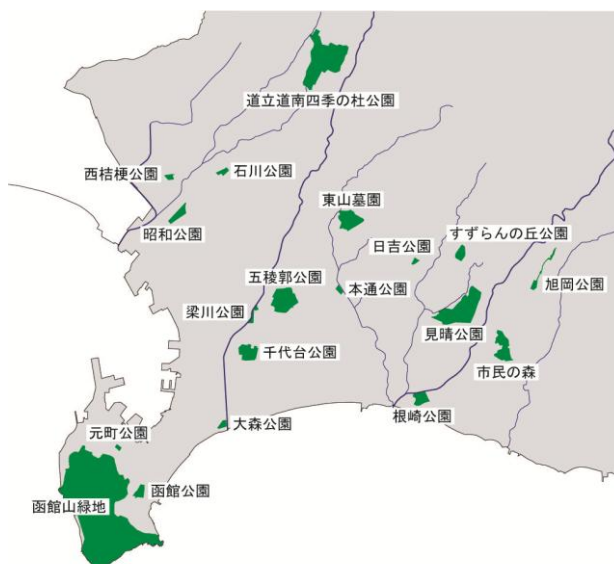 道立道南四季の杜公園
西桔梗公園
石川公園
東山墓園
昭和公園
すずらんの丘公園
日吉公園
五稜郭公園
本通公園
旭岡公園
梁川公園
見晴公園
千代台公園
市民の森
根崎公園
大森公園
元町公園
函館公園
函館山緑地